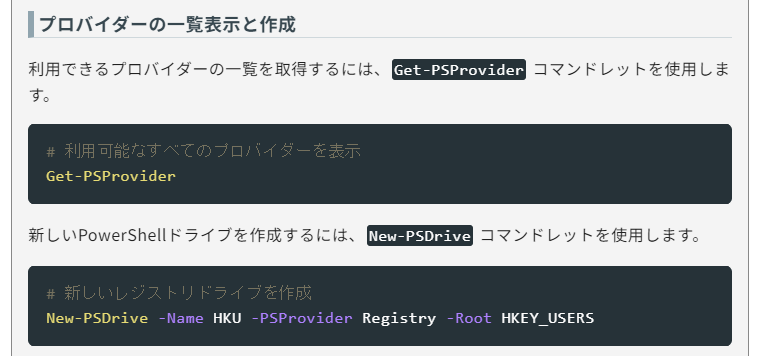 プロバイダーの一覧表示と作成
利用できるプロバイダーの一覧を取得するには、 Get-PSProvider コマンドレットを使用しま
す。
# 利用可能なすべてのプロバイダーを表示
Get-PSProvider
新しいPowerShellドライブを作成するには、 New-PSDrive コマンドレットを使用します。
# 新しいレジストリドライブを作成
New-PSDrive -Name HKU -PSProvider Registry -Root HKEY_USERS